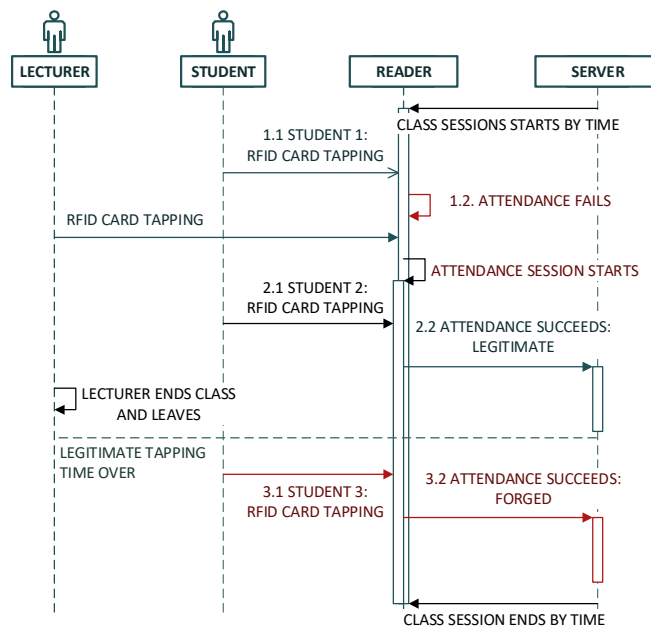 LECTURER
STUDENT
READER
SERVER
CLASS SESSIONS STARTS BY TIME
1.1 STUDENT 1:
RFID CARD TAPPING
1.2. ATTENDANCE FAILS
RFID CARD TAPPING
ATTENDANCE SESSION STARTS
2.1 STUDENT 2:
RFID CARD TAPPING
2.2 ATTENDANCE SUCCEEDS:
LEGITIMATE
LECTURER ENDS CLASS
AND LEAVES
LEGITIMATE TAPPING
TIME OVER
3.1 STUDENT 3:
RFID CARD TAPPING
3.2 ATTENDANCE SUCCEEDS:
FORGED
CLASS SESSION ENDS BY TIME